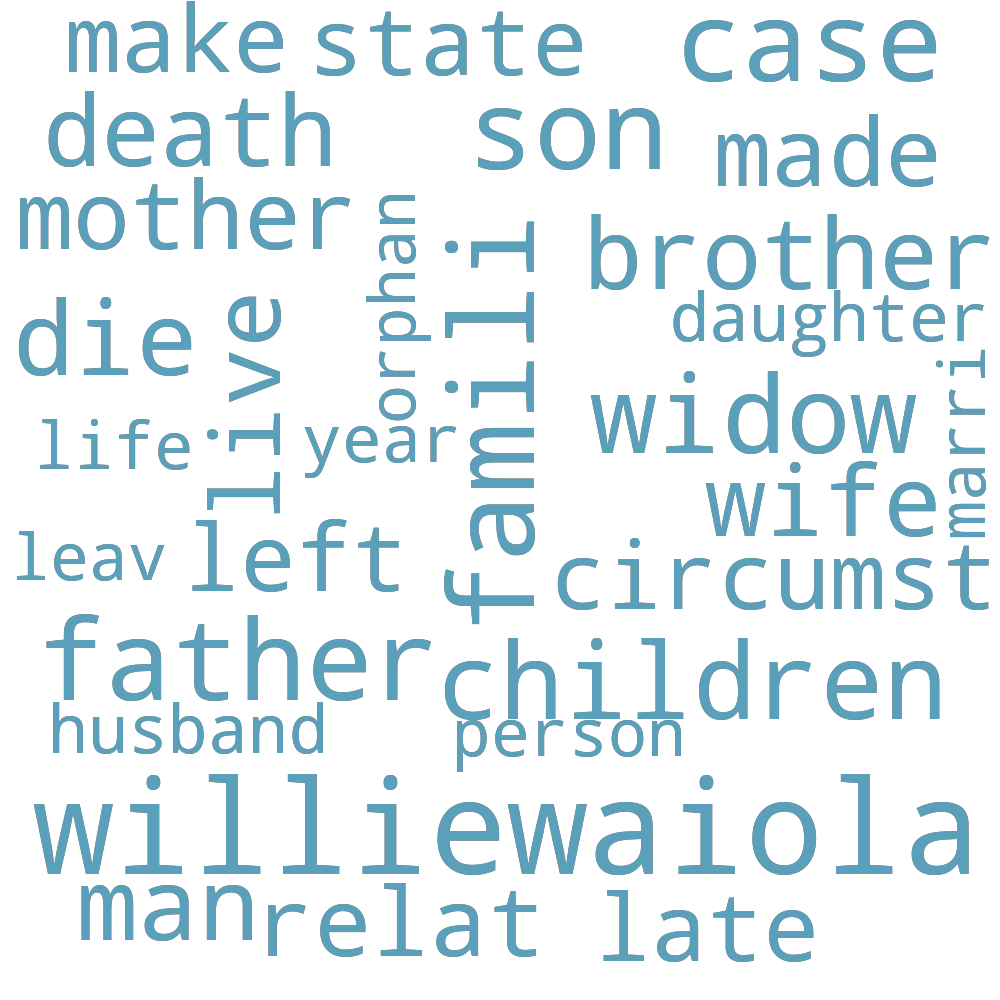 make state case
death son made
mother orphan brother
famili
daughter
die live marri
widow
life year
wife
leav left
circumst
father children
husband person
williewaiola
man relat late